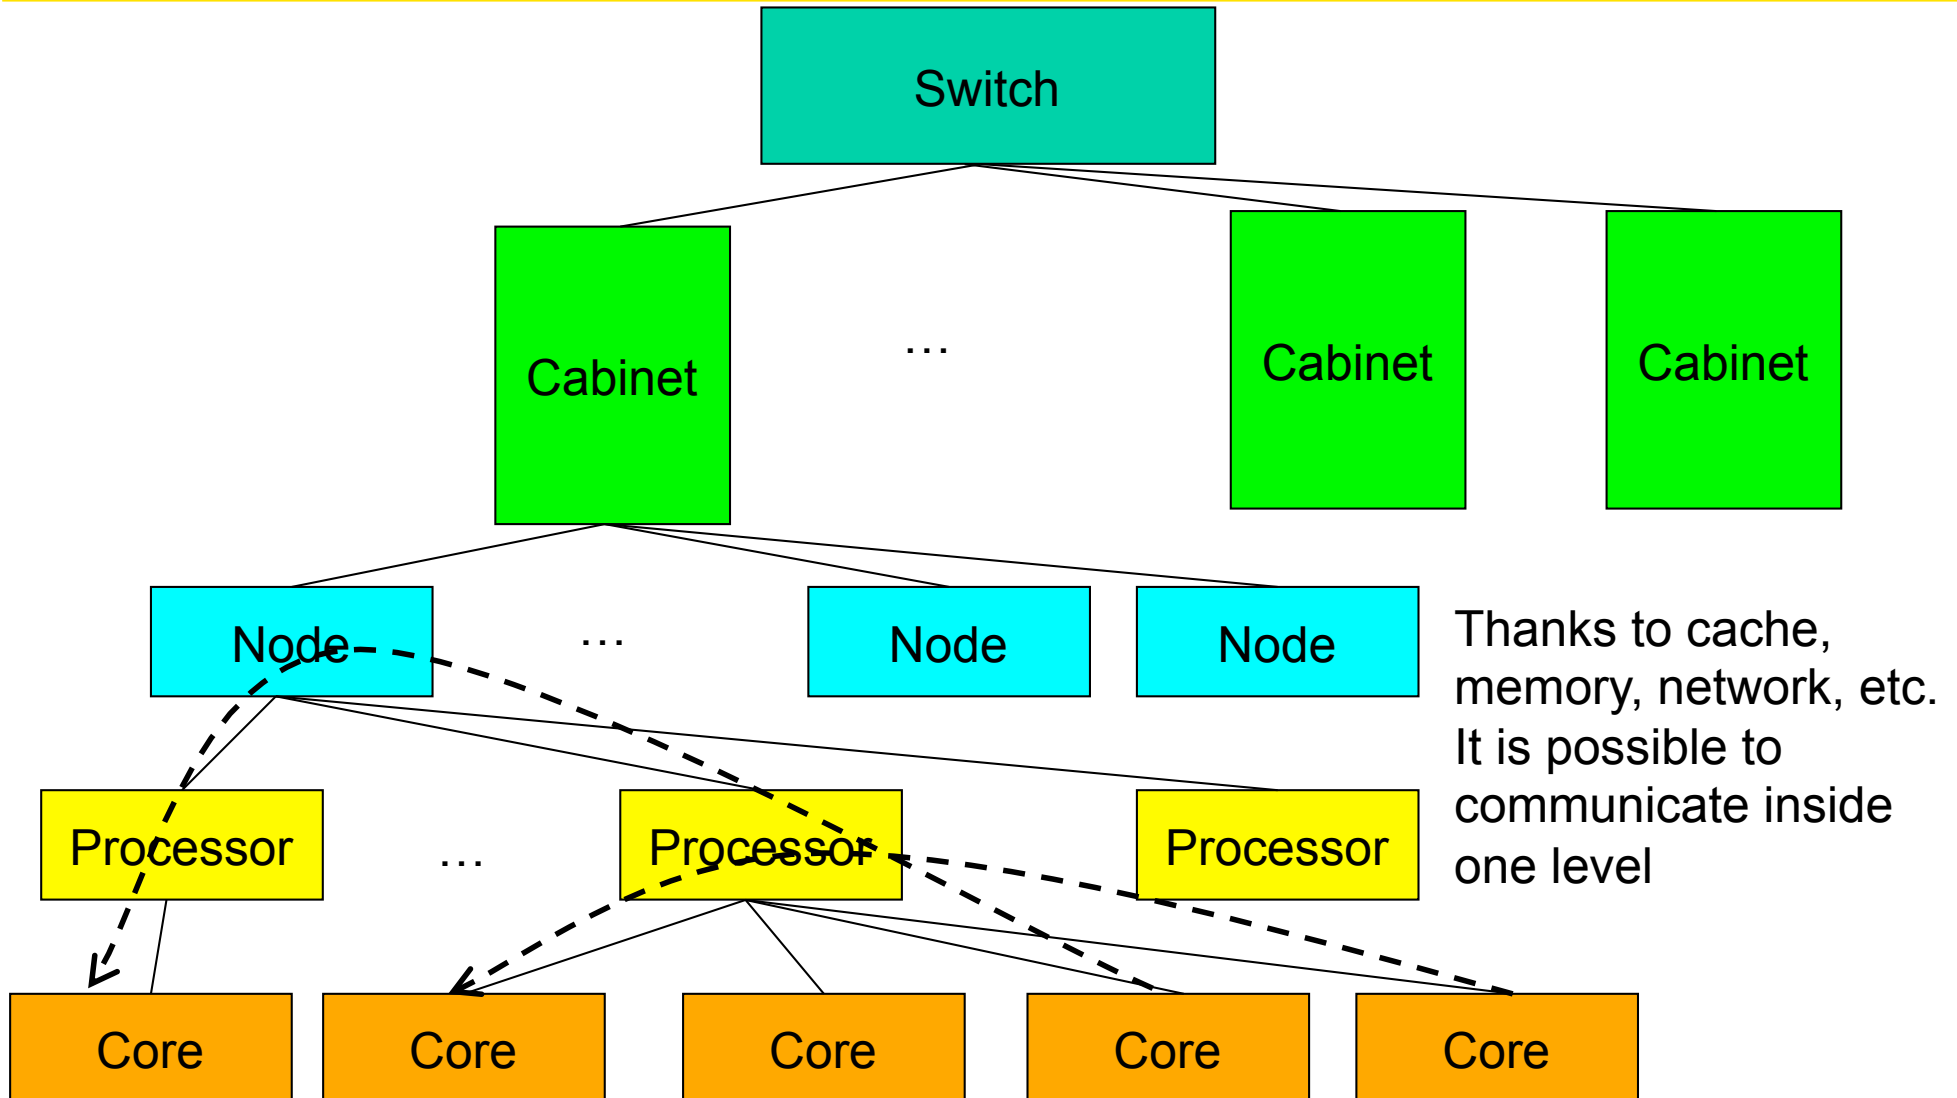 Switch
Cabinet
…
Cabinet
Cabinet
Node
…
Node
Node
Thanks to cache,
memory, network, etc.
It is possible to
communicate inside
one level
Processor
…
Processor
Processor
Core
Core
Core
Core
Core